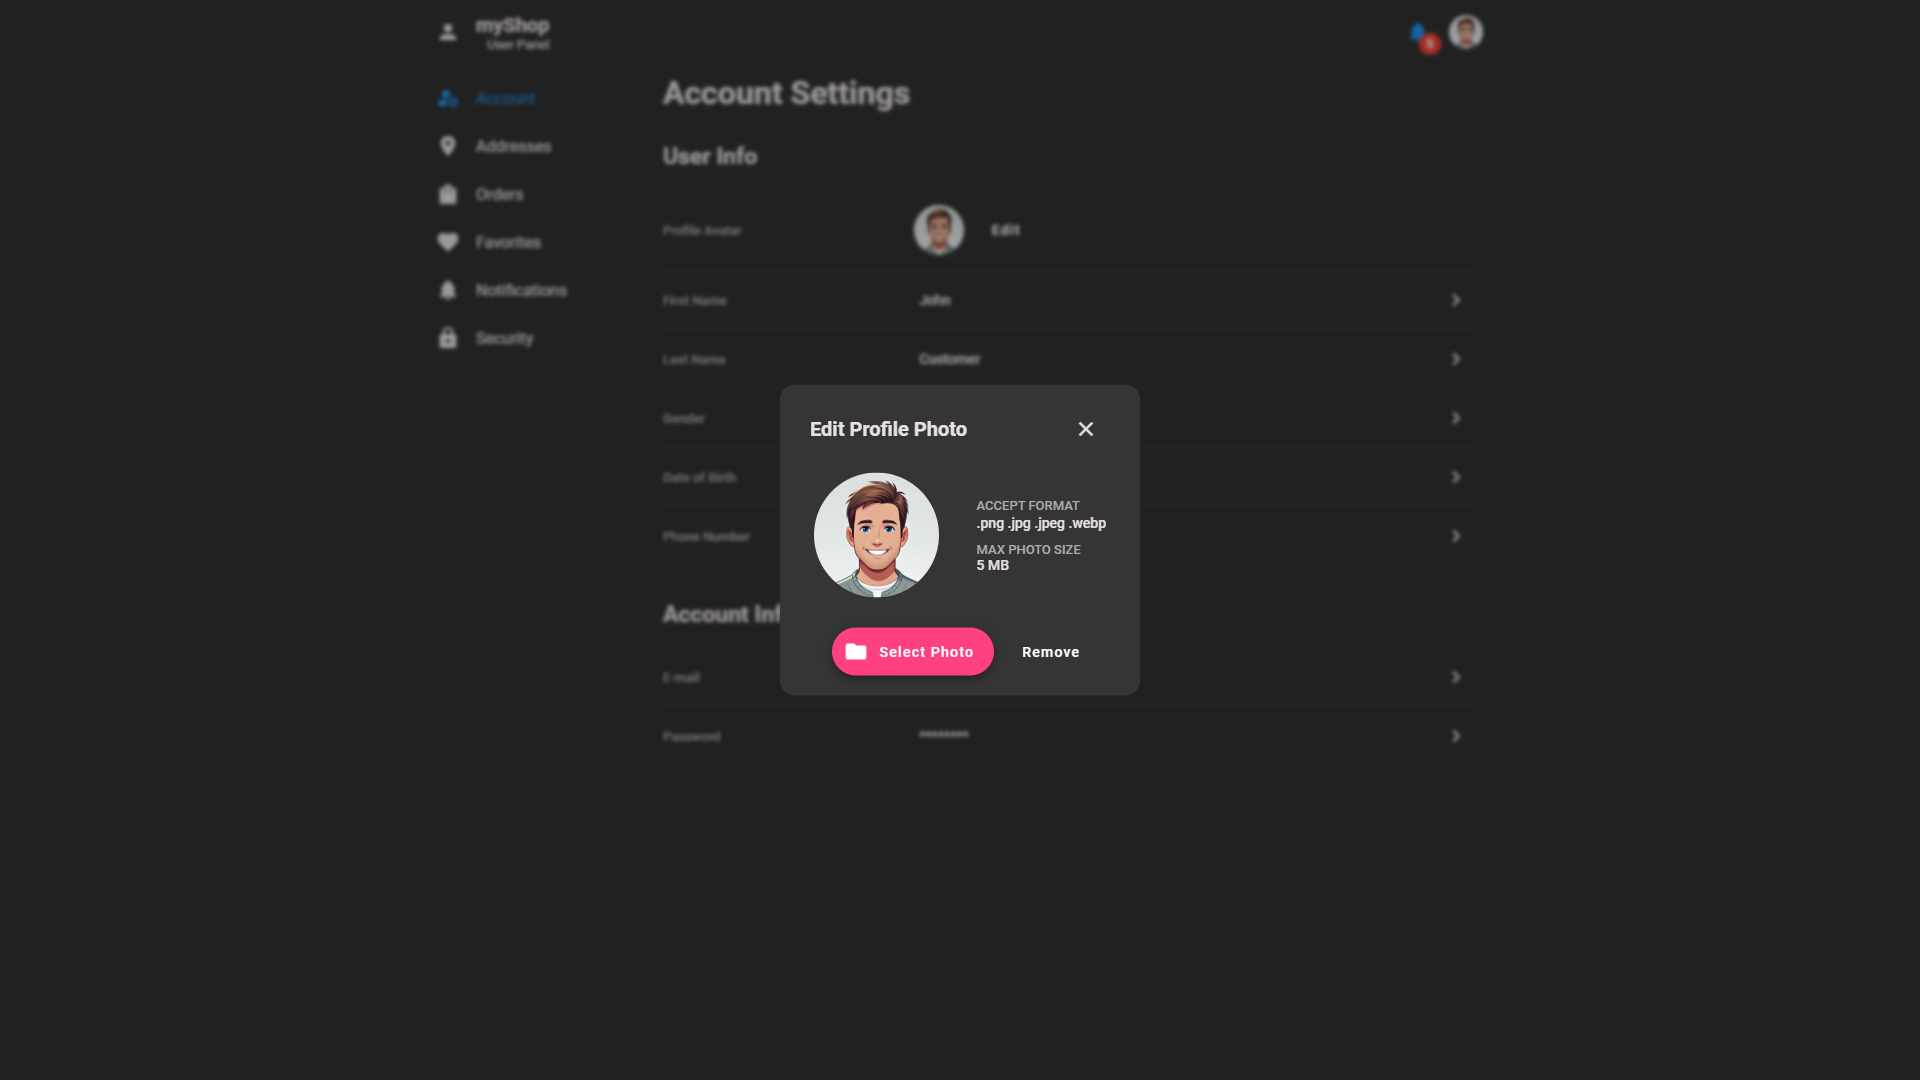 myShop
User Panel
5
Account
Addresses
Orders
Favorites
Notifications
Security
Account Settings
User Info
Profile Avatar
Edit
First Name
John
Last Name
Customer
Gender
Date of Birth
Phone Number
Account Inf
E-mail
Password
********
Edit Profile Photo
ACCEPT FORMAT
.png .jpg .jpeg .webp
MAX PHOTO SIZE
5 MB
Select Photo
Remove